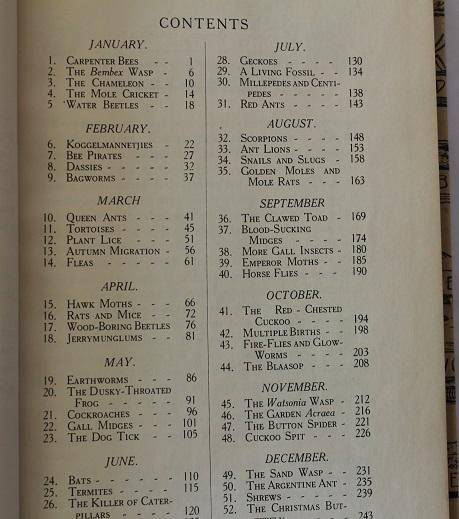 CONTENTS
JANUARY.
1. CARPENTER BEES - - 1
2. THE Bembex WASP - 6
3. THE CHAMELEON - - 10
4. THE MOLE CRICKET - 14
5 WATER BEETLES - - 18
FEBRUARY.
6. KOGGELMANNETJIES - 22
7. BEE PIRATES - - - 27
8. DASSIES - - - - 32
9. BAGWORMS - - - 37
MARCH
10. QUEEN ANTS - - - 41
11. TORTOISES - - - - 45
12. PLANT LICE - - - 51
13. AUTUMN MIGRATION - 56
14. FLEAS - - - - - 61
APRIL.
15. HAWK MOTHS - - - 66
16. RATS AND MICE - - 72
17. WOOD-BORING BEETLES 76
18. JERRYMUNGLUMS - - 81
MAY.
19. EARTHWORMS - - - 86
20. THE DUSKY-THROATED
FROG - - - - 91
21. COCKROACHES - - - 96
22. GALL MIDGES - - - 101
23. THE DOG TICK - - - 105
JUNE.
24. BATS - - - - - 110
25. TERMITES - - - - 115
26. THE KILLER OF CATER-
PILLARS - - - - 120
JULY.
28. GECKOES - - - - 130
29. A LIVING FOSSIL - - 134
30. MILLEPEDES AND CENTI-
PEDES - - - - 138
31. RED ANTS - - - - 143
AUGUST.
32. SCORPIONS - - - - 148
33. ANT LIONS - - - - 153
34. SNAILS AND SLUGS - 158
35. GOLDEN MOLES AND
MOLE RATS - - - 163
SEPTEMBER
36. THE CLAWED TOAD - 169
37. BLOOD-SUCKING
MIDGES - - - - 174
38. MORE GALL INSECTS - 180
39. EMPEROR MOTHS - - 185
40. HORSE FLIES - - - 190
OCTOBER.
41. THE RED - CHESTED
CUCKOO - - - - 194
42. MULTIPLE BIRTHS - - 198
43. FIRE-FLIES AND GLOW-
WORMS - - - - 203
44. THE BLAASOP - - - 208
NOVEMBER.
45. THE Watsonia WASP - 212
46. THE GARDEN Acraea - 216
47. THE BUTTON SPIDER - 221
48. CUCKOO SPIT - - - 226
DECEMBER.
49. THE SAND WASP - - 231
50. THE ARGENTINE ANT - 235
51. SHREWS - - - - 239
52. THE CHRISTMAS BUT-
243